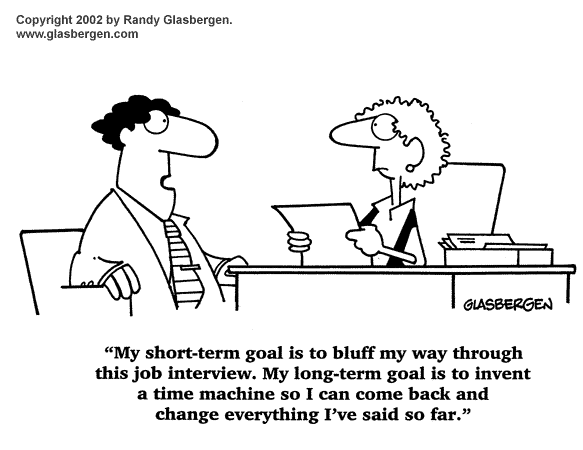 Copyright 2002 by Randy Glasbergen.
www.glasbergen.com
GLASBERGEN
“My short-term goal is to bluff my way through
this job interview. My long-term goal is to invent
a time machine so I can come back and
change everything I’ve said so far.”